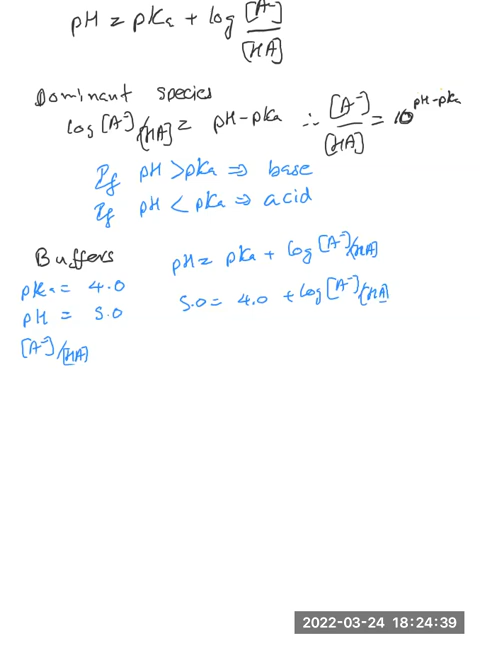 pH = pKa + log [A⁻]/[HA]
Dominant species
log [A⁻]/[HA] = pH-pKa ∴ [A⁻]/[HA] = 10^pH-pKa
If pH > pKa ⇒ base
If pH < pKa ⇒ acid
Buffers
pKa = 4.0
pH = 5.0
[A⁻]/[HA]
pH = pKa + log [A⁻]/[HA]
5.0 = 4.0 + log [A⁻]/[HA]
2022-03-24 18:24:39